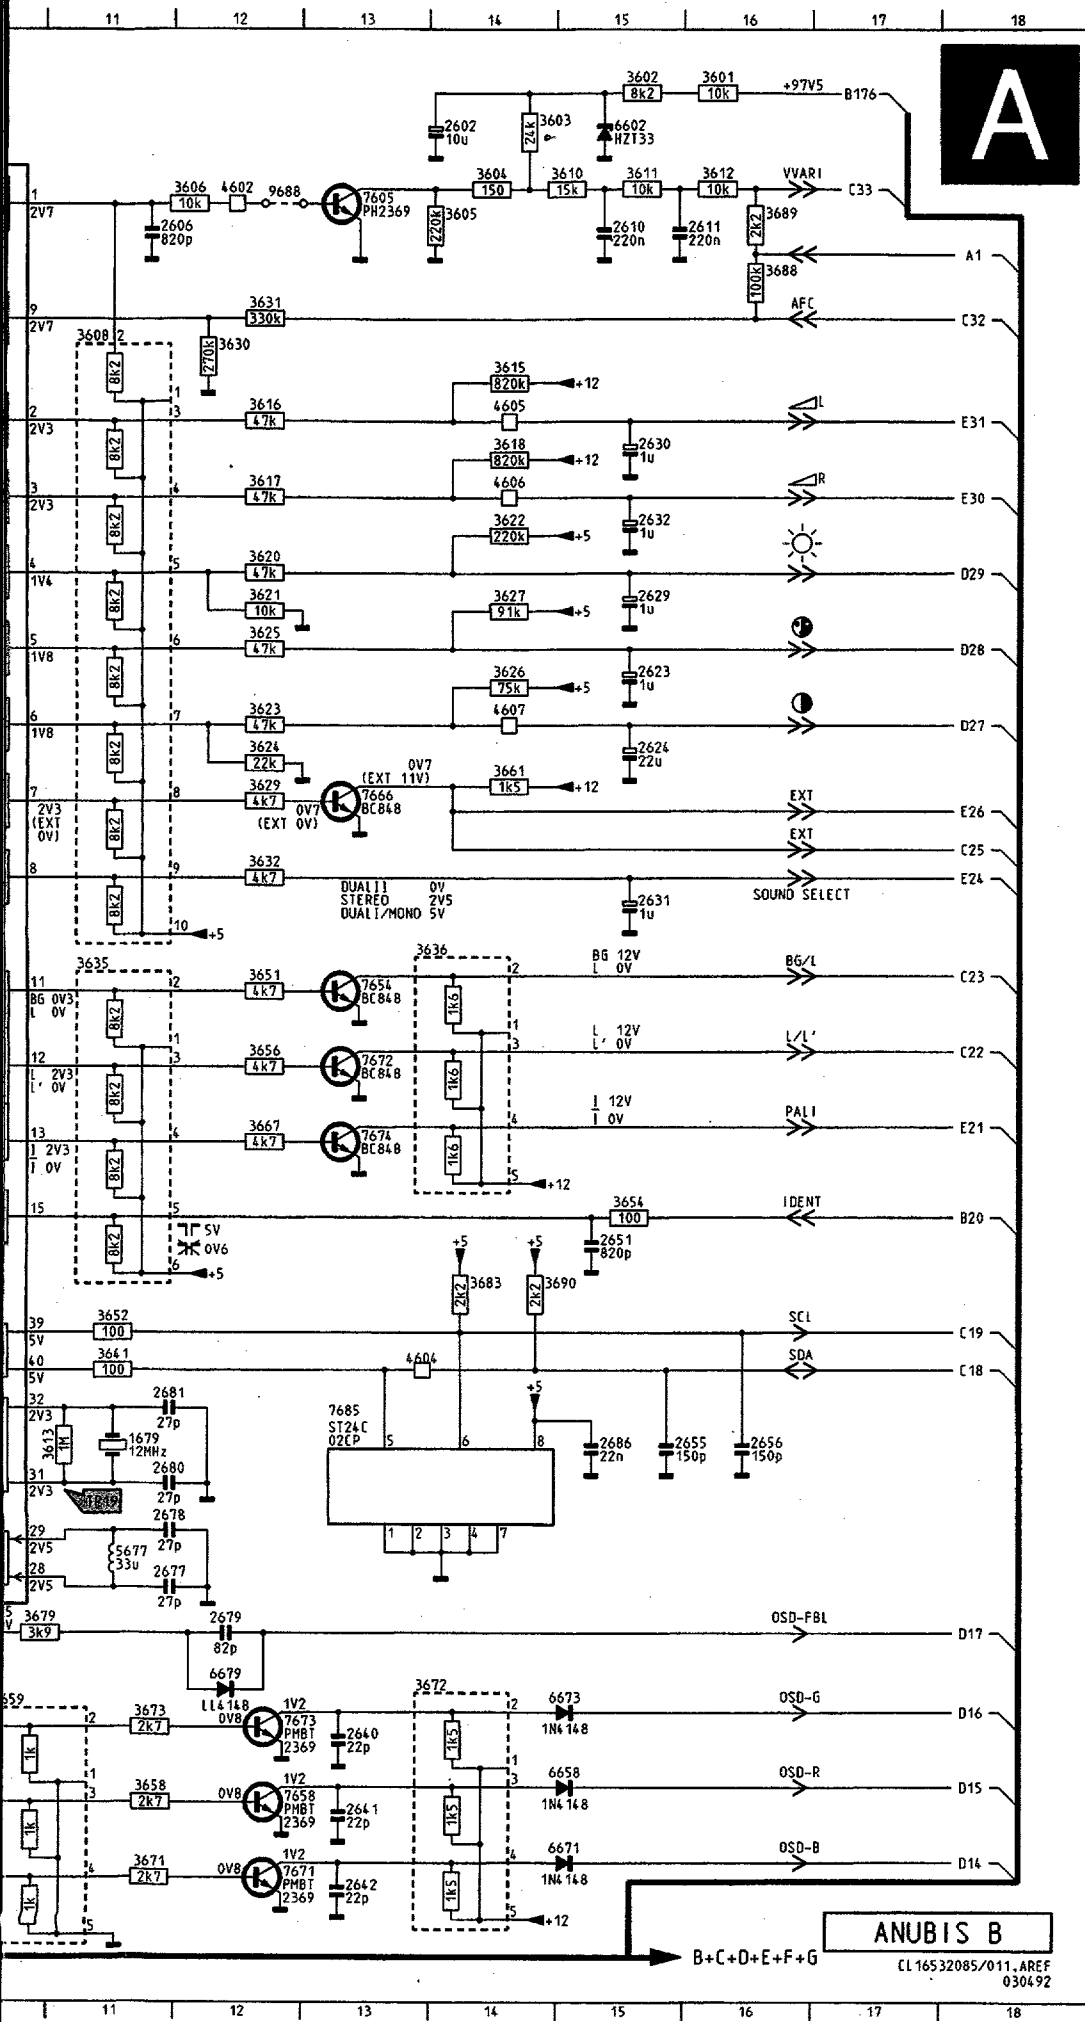 11 12 13 14 15 16 17 18
A
3602 3601 +97V5
8k2 10k B176
2602 10u
24k 3603
6602 HZT33
3604 3610 3611 3612 VVARI
150 15k 10k 10k C33
1 3606 4602 9688
2V7 10k
7605
PH2369
220k 3605
2606
820p
2610
220n
2611
220n
2k2 3689
A1
100k 3688
AFC
9 3631
2V7 330k C32
270k 3630
3608 2
8k2
1
3615
820k +12
2 3 3616 4605 L
2V3 47k E31
8k2
2630
1u
3618
820k +12
3 4 3617 4606 R
2V3 47k E30
8k2
2632
1u
3622
220k +5
4 5 3620
1V4 47k D29
8k2
3621
10k
2629
1u
3627
91k +5
5 6 3625
1V8 47k D28
8k2
2623
1u
3626
75k +5
6 7 3623 4607
1V8 47k D27
8k2
3624
22k
2624
22u
0V7
(EXT 11V)
3661
1k5 +12
7 8 3629
2V3 4k7
(EXT
0V)
8k2
0V7
(EXT 0V)
7666
BC848
EXT
E26
EXT
C25
8 9 3632
4k7 E24
8k2
DUALII 0V
STEREO 2V5
DUALI/MONO 5V
2631
1u
SOUND SELECT
10 +5
3635 3636
11 2 3651
BG 0V3 4k7
L 0V
8k2
7654
BC848
1k6
2
BG 12V
L 0V
BG/L
C23
1 1
12 3 3656
L 2V3 4k7
L' 0V
8k2
7672
BC848
1k6
3
L 12V
L' 0V
L/L'
C22
13 4 3667
I 2V3 4k7
I 0V
8k2
7674
BC848
1k6
4
I 12V
I 0V
PALI
E21
5 +12
15 5
8k2
5V
0V6
6 +5
3654
100
IDENT
B20
2651
820p
+5 +5
2k2 3683
2k2 3690
39 3652 SCL
5V 100 C19
40 3641 4604 SDA
5V 100 C18
32
2V3
3613 1M
1679
12MHz
2681
27p
31
2V3
2680
27p
7685
ST24C
02CP
5 6 8
+5
1 2 3 4 7
2686
22n
2655
150p
2656
150p
29
2V5
2678
27p
5677
33u
28
2V5
2677
27p
3679
3k9
2679
82p
OSD-FBL
D17
6679
LL4148
659 3672
2 3673
2k7
0V8
1k
1V2
7673
PMBT
2369
2640
22p
1k5
2
6673
1N4148
OSD-G
D16
1 1
3 3658
2k7
0V8
1k
1V2
7658
PMBT
2369
2641
22p
1k5
3
6658
1N4148
OSD-R
D15
4 3671
2k7
0V8
1k
1V2
7671
PMBT
2369
2642
22p
1k5
4
6671
1N4148
OSD-B
D14
5 5 +12
B+C+D+E+F+G
ANUBIS B
CL16532085/011.AREF
030492
11 12 13 14 15 16 17 18